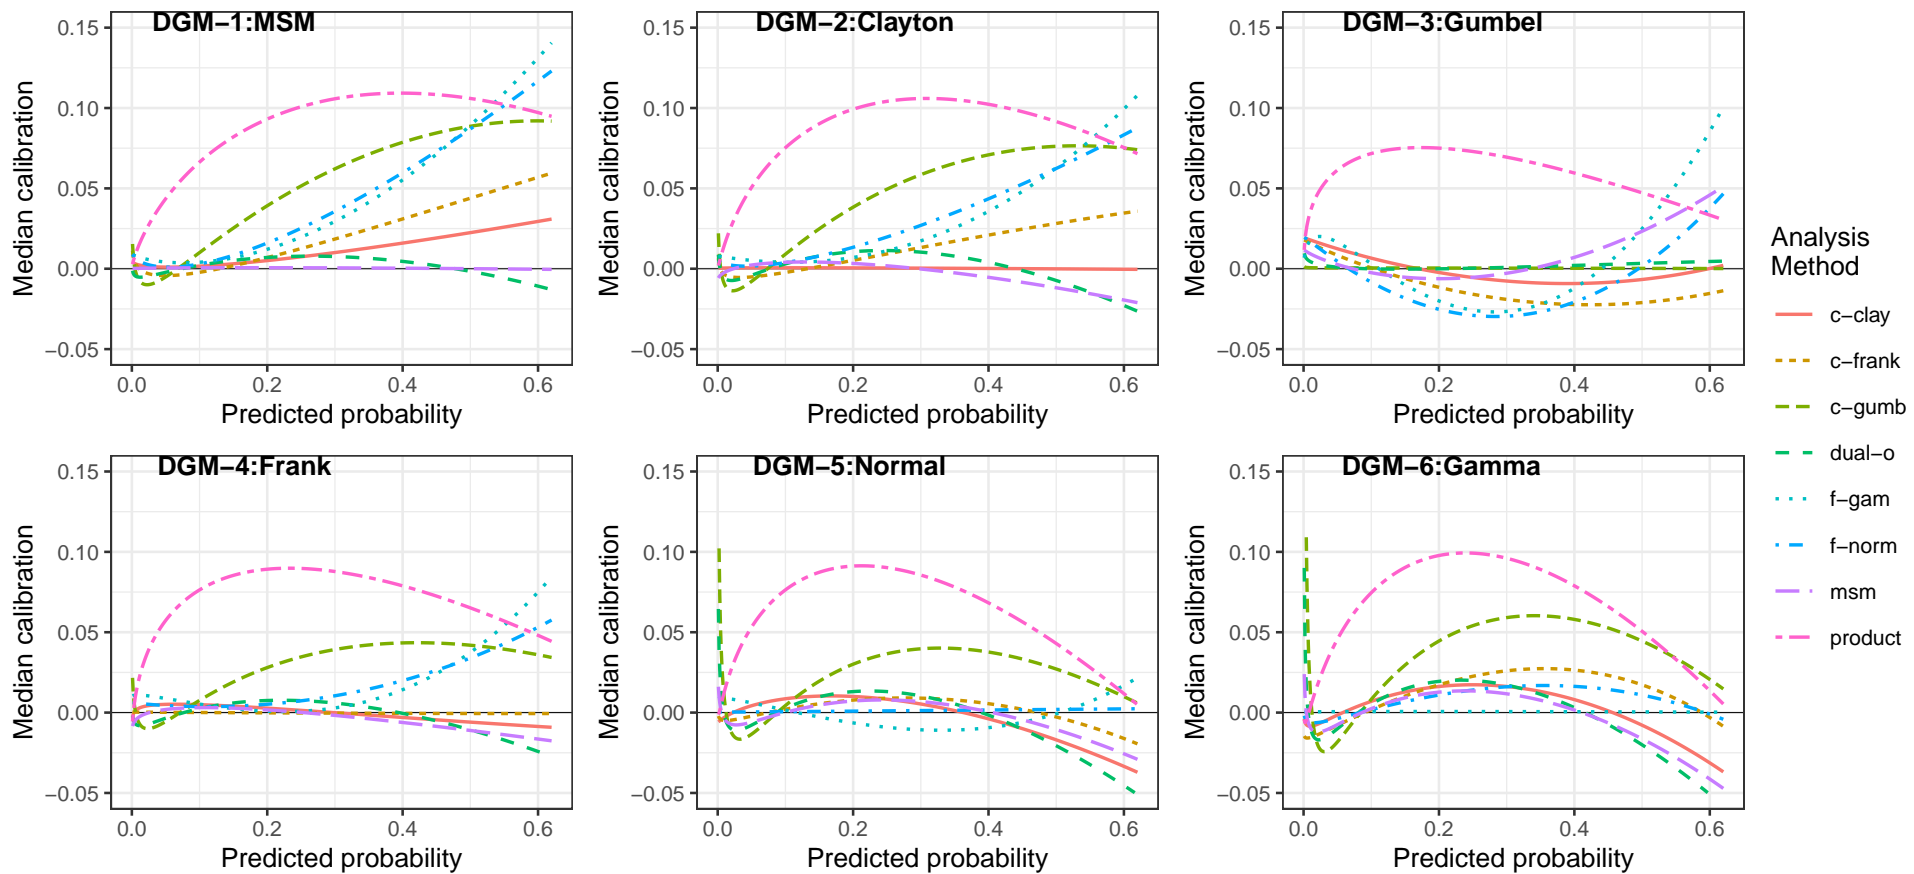 DGM−1:MSM
0.15
0.10
0.05
0.00
−0.05
Median calibration
0.0 0.2 0.4 0.6
Predicted probability
DGM−2:Clayton
0.15
0.10
0.05
0.00
−0.05
Median calibration
0.0 0.2 0.4 0.6
Predicted probability
DGM−3:Gumbel
0.15
0.10
0.05
0.00
−0.05
Median calibration
0.0 0.2 0.4 0.6
Predicted probability
DGM−4:Frank
0.15
0.10
0.05
0.00
−0.05
Median calibration
0.0 0.2 0.4 0.6
Predicted probability
DGM−5:Normal
0.15
0.10
0.05
0.00
−0.05
Median calibration
0.0 0.2 0.4 0.6
Predicted probability
DGM−6:Gamma
0.15
0.10
0.05
0.00
−0.05
Median calibration
0.0 0.2 0.4 0.6
Predicted probability
Analysis
Method
c−clay
c−frank
c−gumb
dual−o
f−gam
f−norm
msm
product